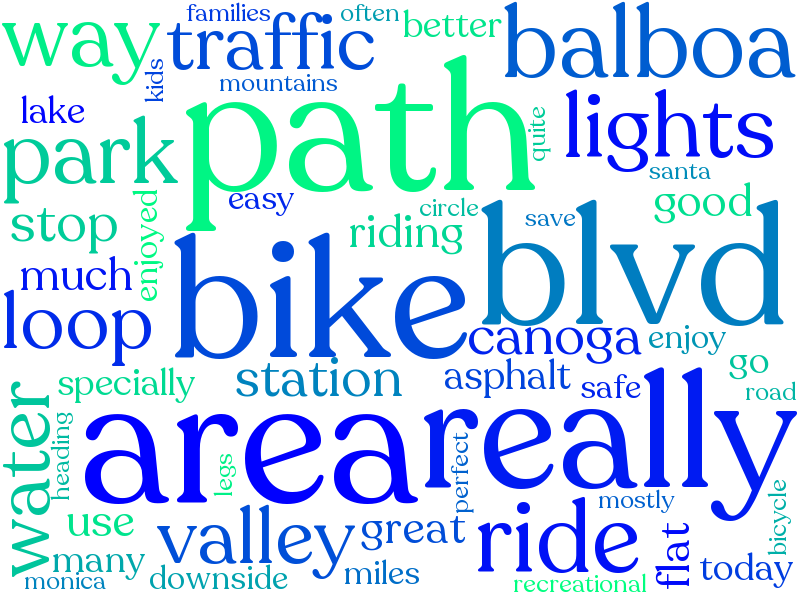 families
often
better
balboa
way
traffic
kids
mountains
lake
path
lights
quite
park
santa
enjoyed
easy
circle
save
good
stop
riding
blvd
much
bike
loop
canoga
enjoy
station
asphalt
safe
go
specially
road
water
area
really
heading
legs
perfect
bicycle
use
valley
great
ride
mostly
flat
many
today
monica
downside
miles
recreational